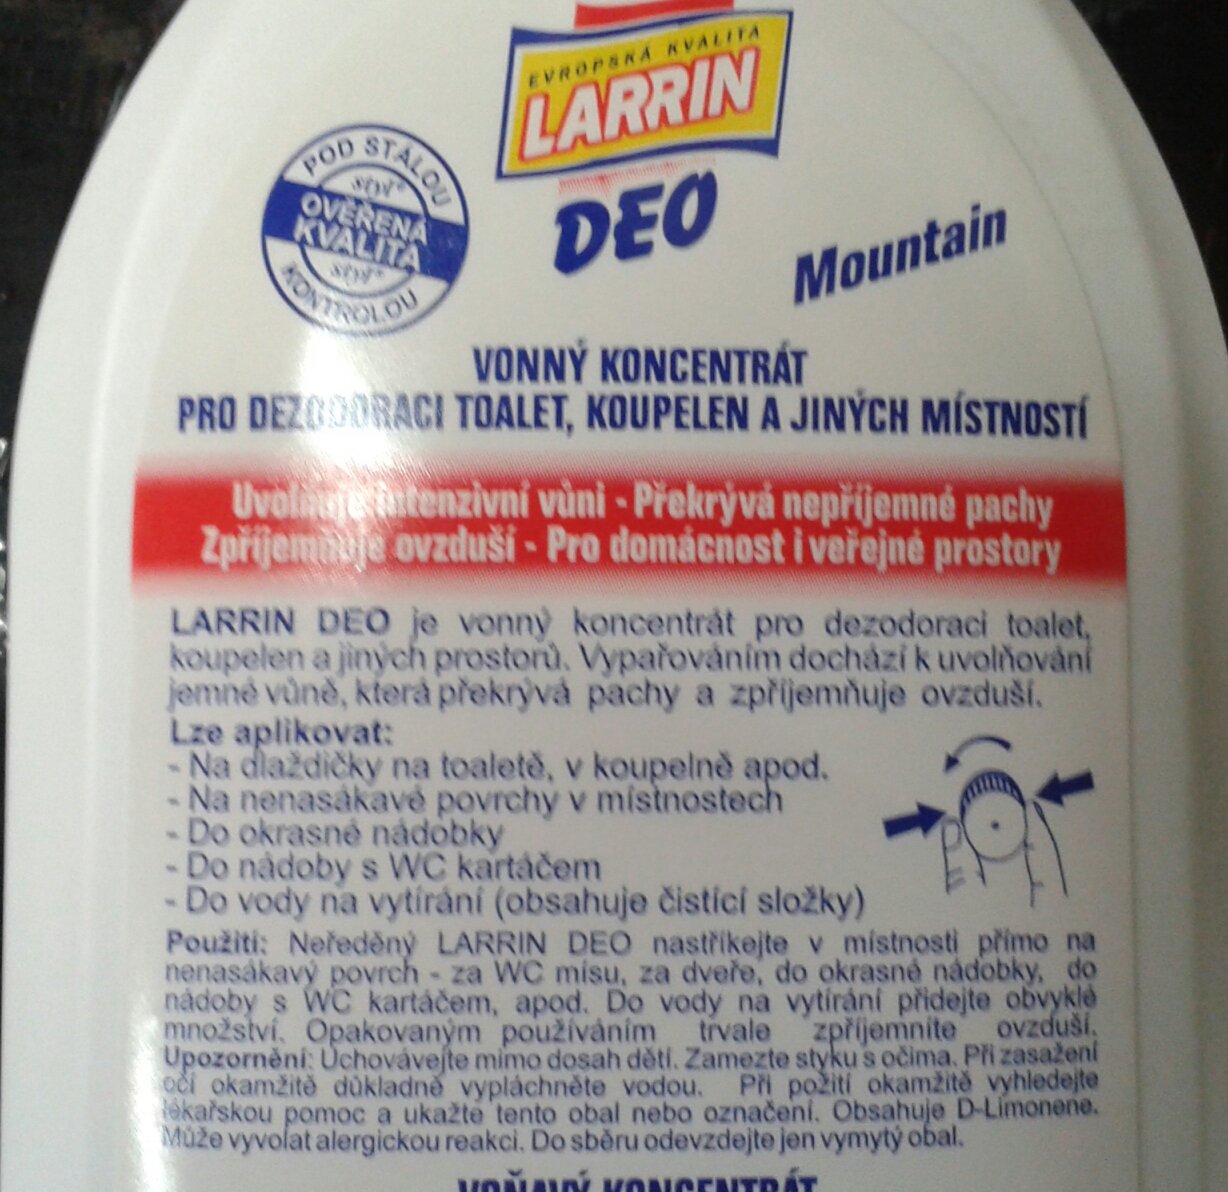 EVROPSKÁ KVALITA
LARRIN
DEO
Mountain
POD STÁLOU
styl®
OVĚŘENÁ
KVALITA
styl®
KONTROLOU
VONNÝ KONCENTRÁT
PRO DEZODORACI TOALET, KOUPELEN A JINÝCH MÍSTNOSTÍ
Uvolňuje intenzivní vůni - Překrývá nepříjemné pachy
Zpříjemňuje ovzduší - Pro domácnost i veřejné prostory
LARRIN DEO je vonný koncentrát pro dezodoraci toalet,
koupelen a jiných prostorů. Vypařováním dochází k uvolňování
jemné vůně, která překrývá pachy a zpříjemňuje ovzduší.
Lze aplikovat:
- Na dlaždičky na toaletě, v koupelně apod.
- Na nenasákavé povrchy v místnostech
- Do okrasné nádobky
- Do nádoby s WC kartáčem
- Do vody na vytírání (obsahuje čistící složky)
Použití: Neředěný LARRIN DEO nastříkejte v místnosti přímo na
nenasákavý povrch - za WC mísu, za dveře, do okrasné nádobky, do
nádoby s WC kartáčem, apod. Do vody na vytírání přidejte obvyklé
množství. Opakovaným používáním trvale zpříjemníte ovzduší.
Upozornění: Uchovávejte mimo dosah dětí. Zamezte styku s očima. Při zasažení
očí okamžitě důkladně vypláchněte vodou. Při požití okamžitě vyhledejte
lékařskou pomoc a ukažte tento obal nebo označení. Obsahuje D-Limonene.
Může vyvolat alergickou reakci. Do sběru odevzdejte jen vymytý obal.
VOŇAVÝ KONCENTRÁT